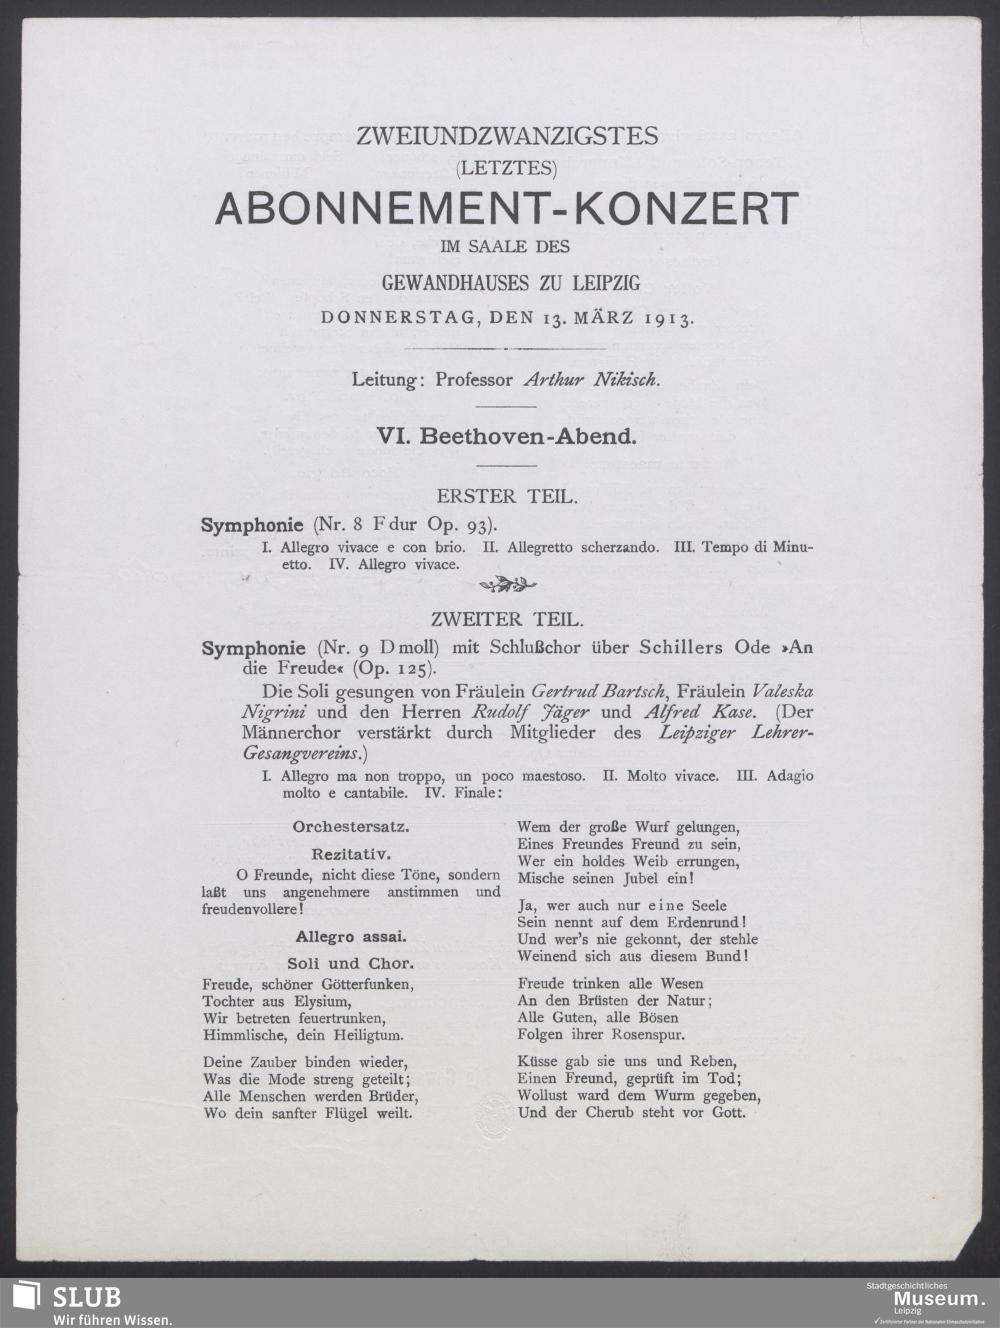 ZWEIUNDZWANZIGSTES
(LETZTES)
ABONNEMENT-KONZERT
IM SAALE DES
GEWANDHAUSES ZU LEIPZIG
DONNERSTAG, DEN 13. MÄRZ 1913.
Leitung: Professor Arthur Nikisch.
VI. Beethoven-Abend.
ERSTER TEIL.
Symphonie (Nr. 8 F dur Op. 93).
I. Allegro vivace e con brio. II. Allegretto scherzando. III. Tempo di Minu-
etto. IV. Allegro vivace.
ZWEITER TEIL.
Symphonie (Nr. 9 D moll) mit Schlußchor über Schillers Ode »An
die Freude« (Op. 125).
Die Soli gesungen von Fräulein Gertrud Bartsch, Fräulein Valeska
Nigrini und den Herren Rudolf Jäger und Alfred Kase. (Der
Männerchor verstärkt durch Mitglieder des Leipziger Lehrer-
Gesangvereins.)
I. Allegro ma non troppo, un poco maestoso. II. Molto vivace. III. Adagio
molto e cantabile. IV. Finale:
Orchestersatz.
Rezitativ.
O Freunde, nicht diese Töne, sondern
laßt uns angenehmere anstimmen und
freudenvollere!
Allegro assai.
Soli und Chor.
Freude, schöner Götterfunken,
Tochter aus Elysium,
Wir betreten feuertrunken,
Himmlische, dein Heiligtum.
Deine Zauber binden wieder,
Was die Mode streng geteilt;
Alle Menschen werden Brüder,
Wo dein sanfter Flügel weilt.
Wem der große Wurf gelungen,
Eines Freundes Freund zu sein,
Wer ein holdes Weib errungen,
Mische seinen Jubel ein!
Ja, wer auch nur eine Seele
Sein nennt auf dem Erdenrund!
Und wer's nie gekonnt, der stehle
Weinend sich aus diesem Bund!
Freude trinken alle Wesen
An den Brüsten der Natur;
Alle Guten, alle Bösen
Folgen ihrer Rosenspur.
Küsse gab sie uns und Reben,
Einen Freund, geprüft im Tod;
Wollust ward dem Wurm gegeben,
Und der Cherub steht vor Gott.
SLUB
Wir führen Wissen.
Stadtgeschichtliches
Museum.
Leipzig
Zertifizierter Partner der Nationalen Klimaschutzinitiative